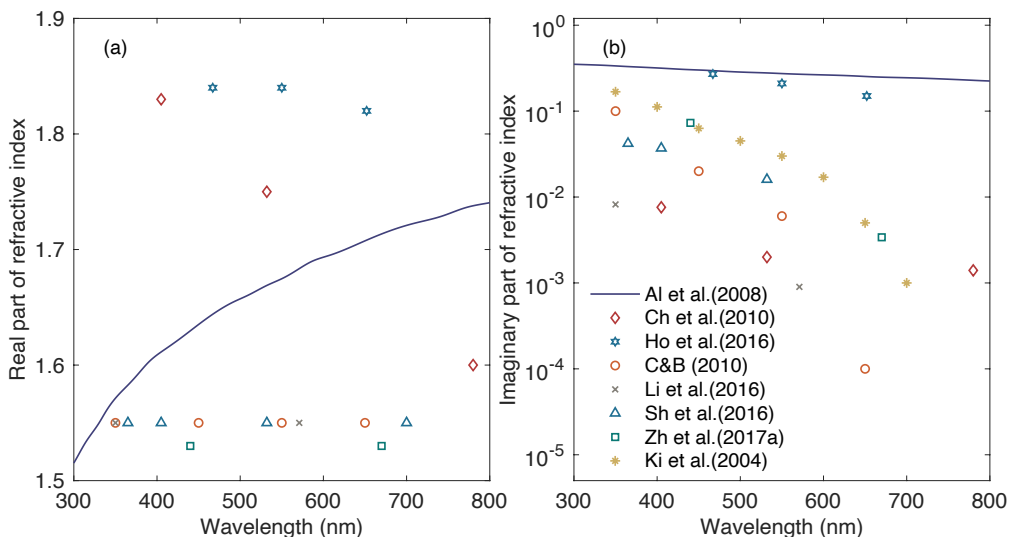 (a)
1.9
1.8
1.7
1.6
1.5
Real part of refractive index
300 400 500 600 700 800
Wavelength (nm)
(b)
10^0
10^-1
10^-2
10^-3
10^-4
10^-5
Imaginary part of refractive index
Al et al.(2008)
Ch et al.(2010)
Ho et al.(2016)
C&B (2010)
Li et al.(2016)
Sh et al.(2016)
Zh et al.(2017a)
Ki et al.(2004)
300 400 500 600 700 800
Wavelength (nm)